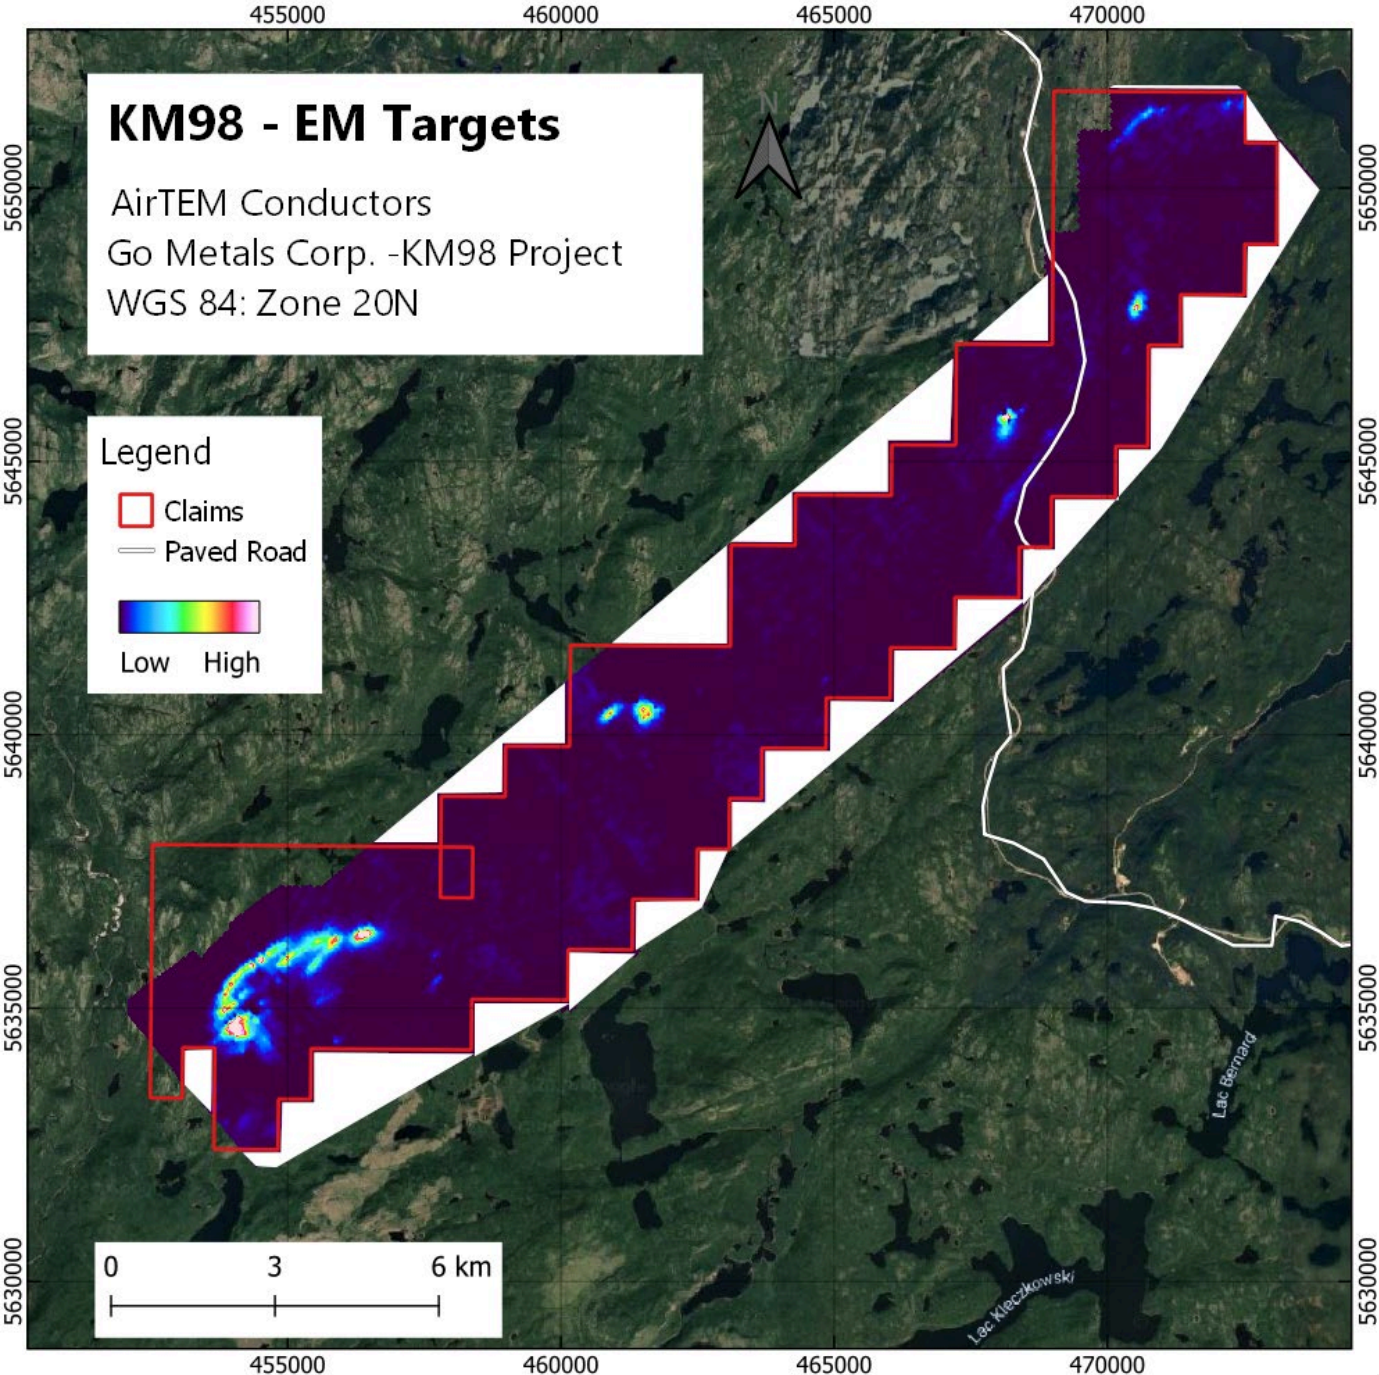 455000 460000 465000 470000
KM98 - EM Targets
AirTEM Conductors
Go Metals Corp. -KM98 Project
WGS 84: Zone 20N
N
Legend
Claims
Paved Road
Low High
0 3 6 km
5650000
5645000
5640000
5635000
5630000
5650000
5645000
5640000
5635000
5630000
Lac Bernard
Lac Kleczkowski
455000 460000 465000 470000